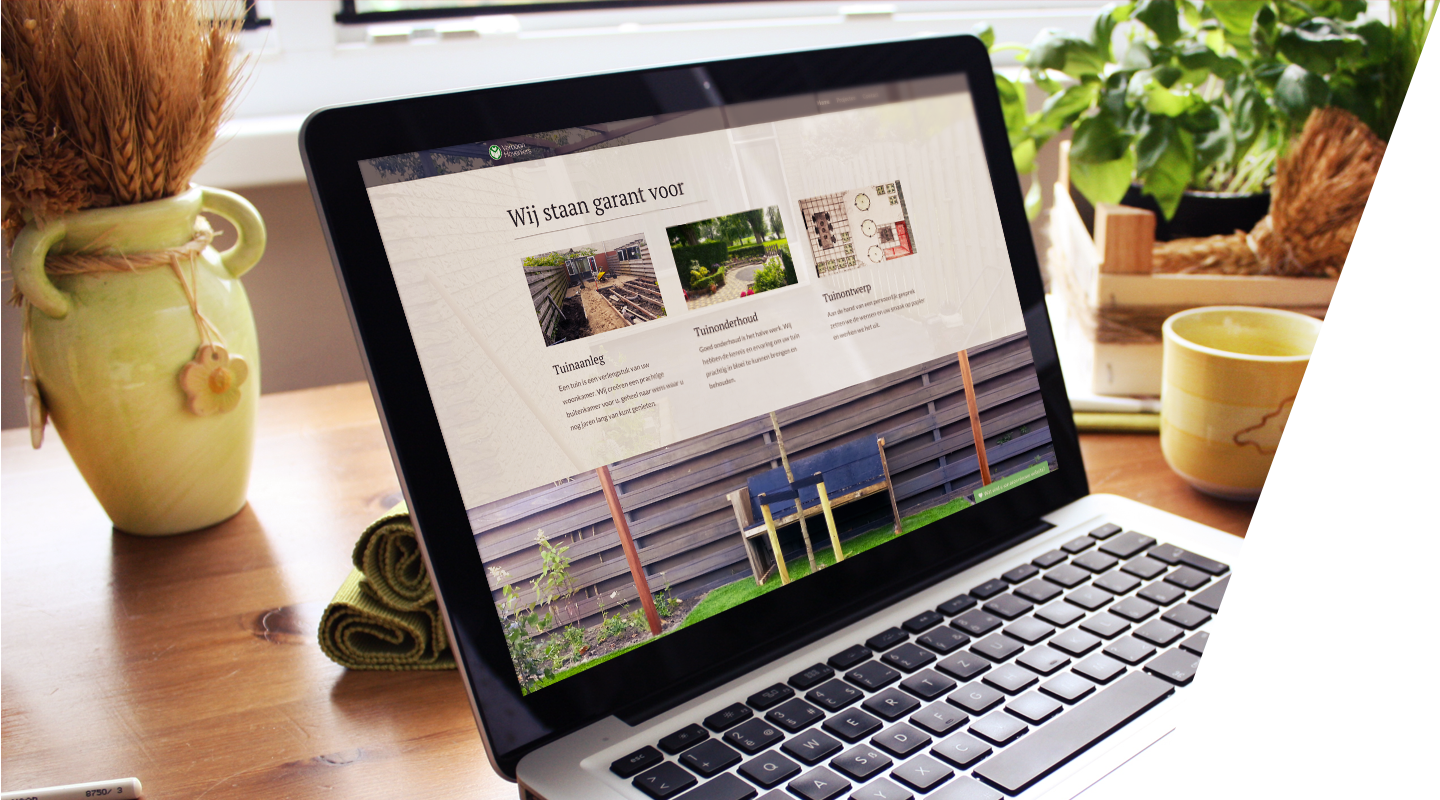 Verboon
Hoveniers
Wij staan garant voor
Tuinaanleg
Een tuin is een verlengstuk van uw
woonkamer. Wij creëren een prachtige
buitenkamer voor u, geheel naar wens waar u
nog jaren lang van kunt genieten.
Tuinonderhoud
Goed onderhoud is het halve werk. Wij
hebben de kennis en ervaring om uw tuin
prachtig in bloei te kunnen brengen en
behouden.
Tuinontwerp
Aan de hand van een persoonlijk gesprek
zetten we de wensen en uw ontwerp op papier
en werken we het uit.
esc
Q W E R T Z U
A S D F G H
Y X C
8750/ 3